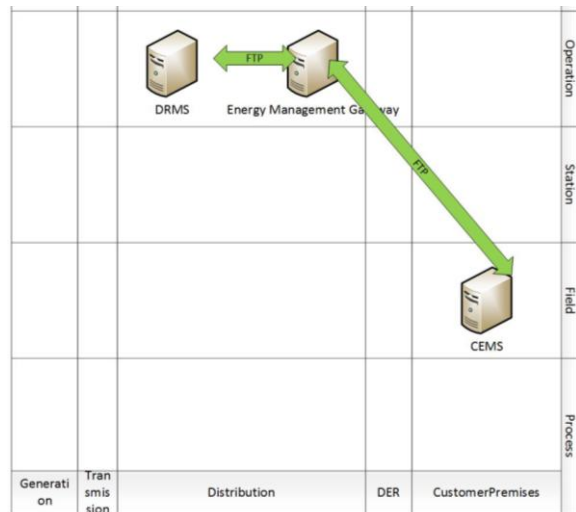 FTP
DRMS
Energy Management Gateway
Operation
FTP
Station
Field
CEMS
Process
Generati
on
Tran
smis
sion
Distribution
DER
CustomerPremises